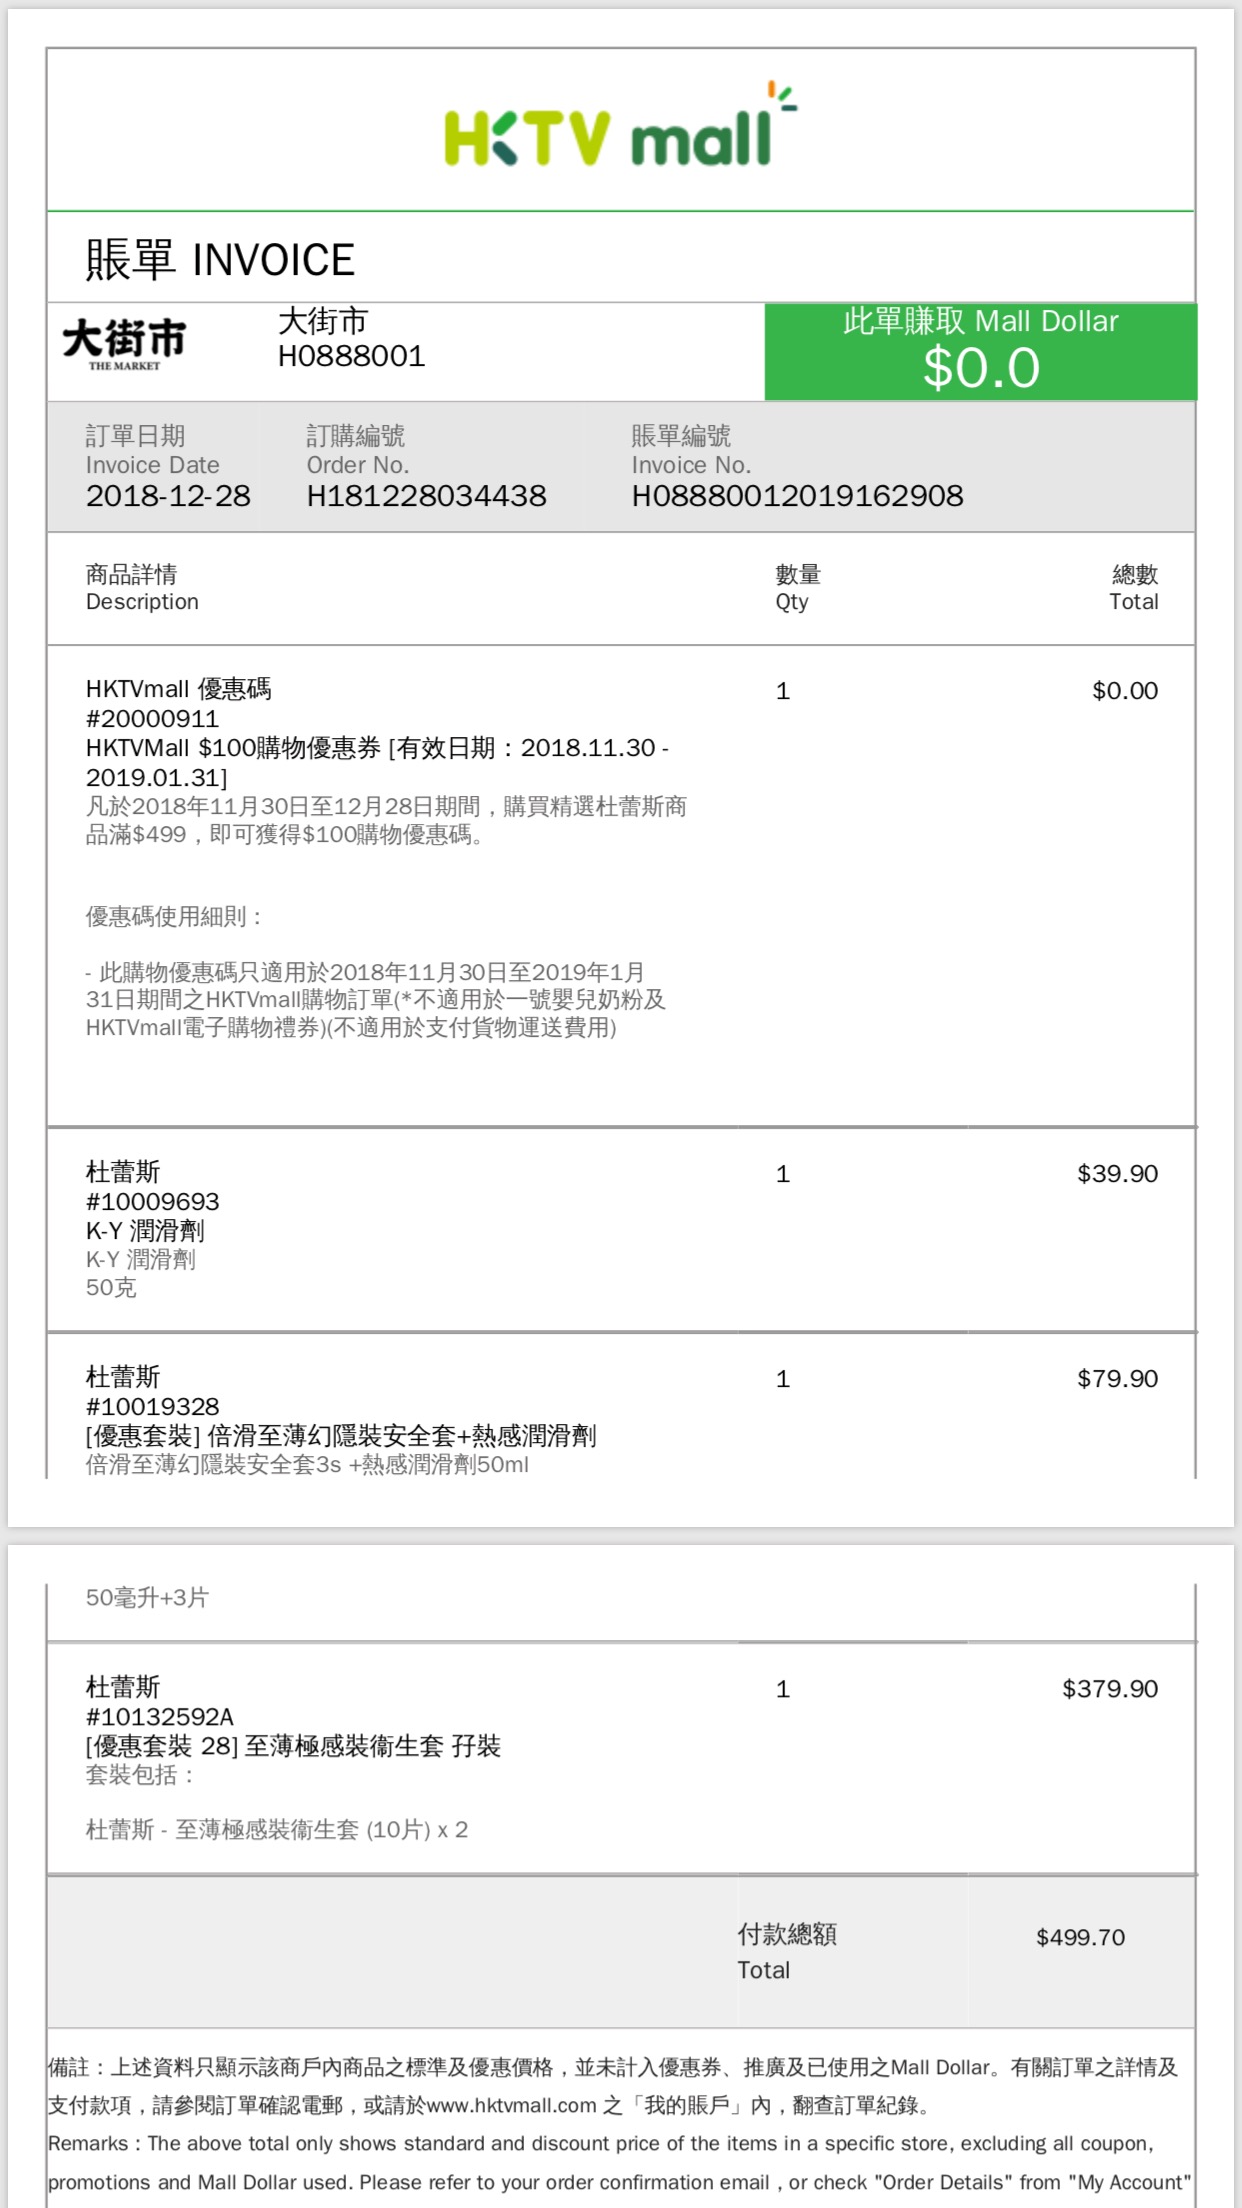 HKTV mall
賬單 INVOICE
大街市
THE MARKET
大街市
H0888001
此單賺取 Mall Dollar
$0.0
訂單日期
Invoice Date
2018-12-28
訂購編號
Order No.
H181228034438
賬單編號
Invoice No.
H08880012019162908
商品詳情
Description
數量
Qty
總數
Total
HKTVmall 優惠碼 1 $0.00
#20000911
HKTVMall $100購物優惠券 [有效日期：2018.11.30 -
2019.01.31]
凡於2018年11月30日至12月28日期間，購買精選杜蕾斯商
品滿$499，即可獲得$100購物優惠碼。
優惠碼使用細則：
- 此購物優惠碼只適用於2018年11月30日至2019年1月
31日期間之HKTVmall購物訂單(*不適用於一號嬰兒奶粉及
HKTVmall電子購物禮券)(不適用於支付貨物運送費用)
杜蕾斯 1 $39.90
#10009693
K-Y 潤滑劑
K-Y 潤滑劑
50克
杜蕾斯 1 $79.90
#10019328
[優惠套裝] 倍滑至薄幻隱裝安全套+熱感潤滑劑
倍滑至薄幻隱裝安全套3s +熱感潤滑劑50ml
50毫升+3片
杜蕾斯 1 $379.90
#10132592A
[優惠套裝 28] 至薄極感裝衞生套 孖裝
套裝包括：
杜蕾斯 - 至薄極感裝衞生套 (10片) x 2
付款總額 $499.70
Total
備註：上述資料只顯示該商戶內商品之標準及優惠價格，並未計入優惠券、推廣及已使用之Mall Dollar。有關訂單之詳情及
支付款項，請參閱訂單確認電郵，或請於www.hktvmall.com 之「我的賬戶」內，翻查訂單紀錄。
Remarks : The above total only shows standard and discount price of the items in a specific store, excluding all coupon,
promotions and Mall Dollar used. Please refer to your order confirmation email , or check "Order Details" from "My Account"